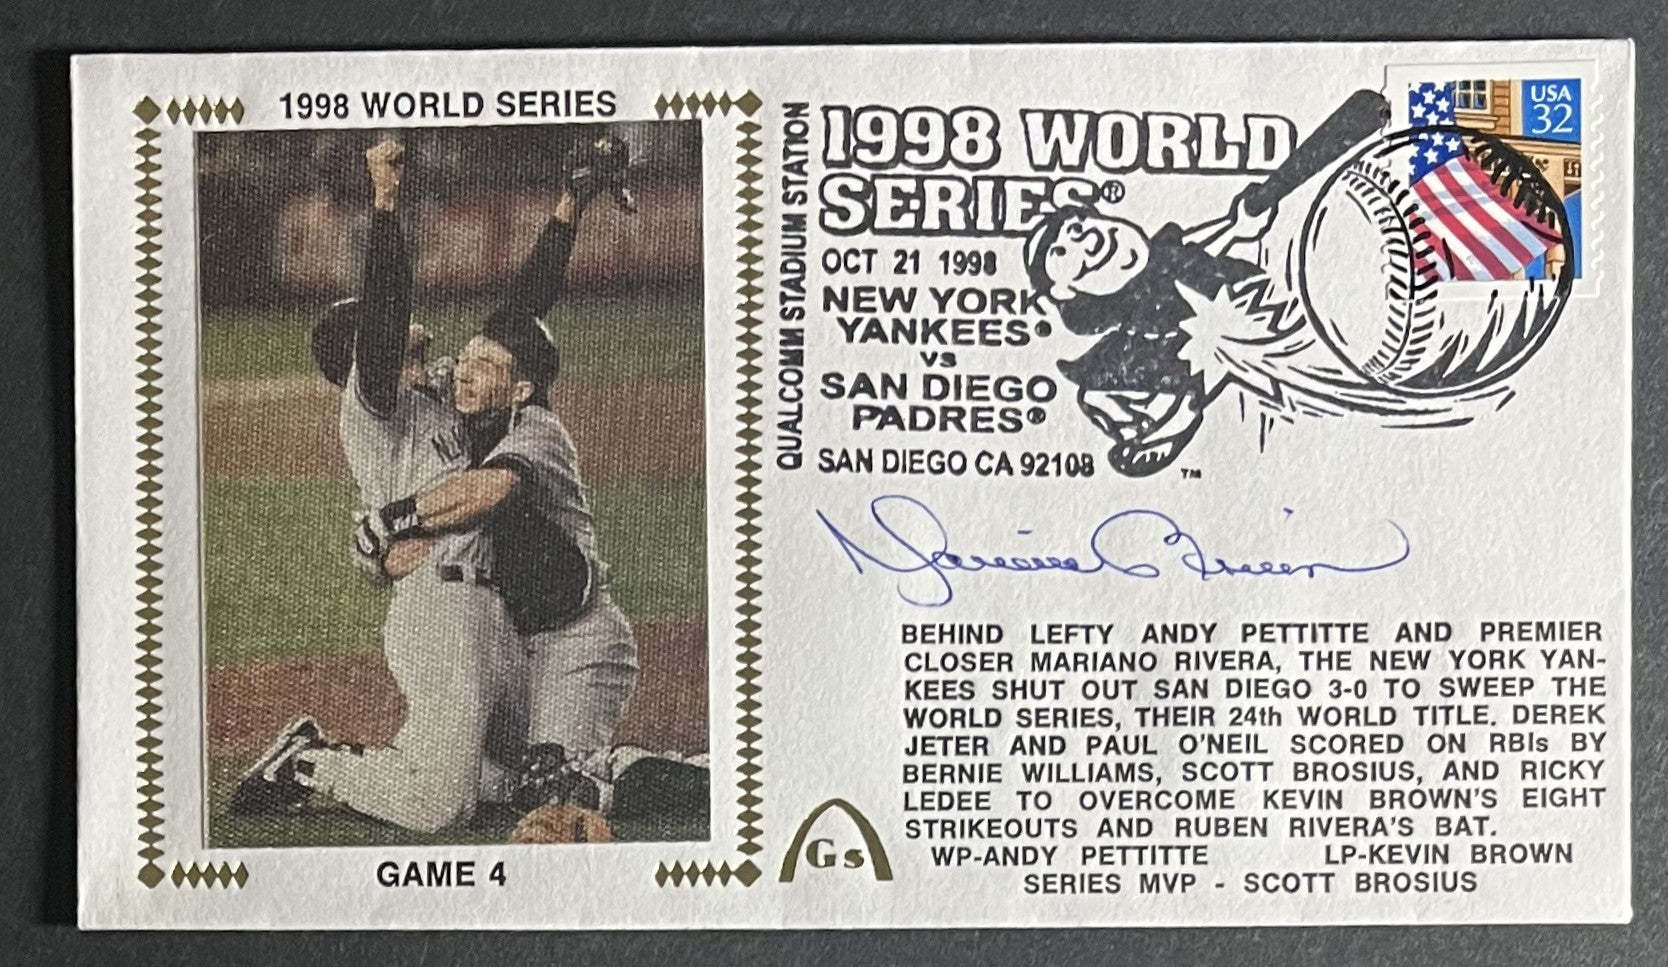 1998 WORLD SERIES
GAME 4
QUALCOMM STADIUM STATION
1998 WORLD
SERIES®
OCT 21 1998
NEW YORK
YANKEES®
VS
SAN DIEGO
PADRES®
SAN DIEGO CA 92108
TM
USA
32
Mariano Rivera
BEHIND LEFTY ANDY PETTITTE AND PREMIER
CLOSER MARIANO RIVERA, THE NEW YORK YAN-
KEES SHUT OUT SAN DIEGO 3-0 TO SWEEP THE
WORLD SERIES, THEIR 24th WORLD TITLE. DEREK
JETER AND PAUL O'NEIL SCORED ON RBIs BY
BERNIE WILLIAMS, SCOTT BROSIUS, AND RICKY
LEDEE TO OVERCOME KEVIN BROWN'S EIGHT
STRIKEOUTS AND RUBEN RIVERA'S BAT.
WP-ANDY PETTITTE LP-KEVIN BROWN
SERIES MVP - SCOTT BROSIUS
Gs